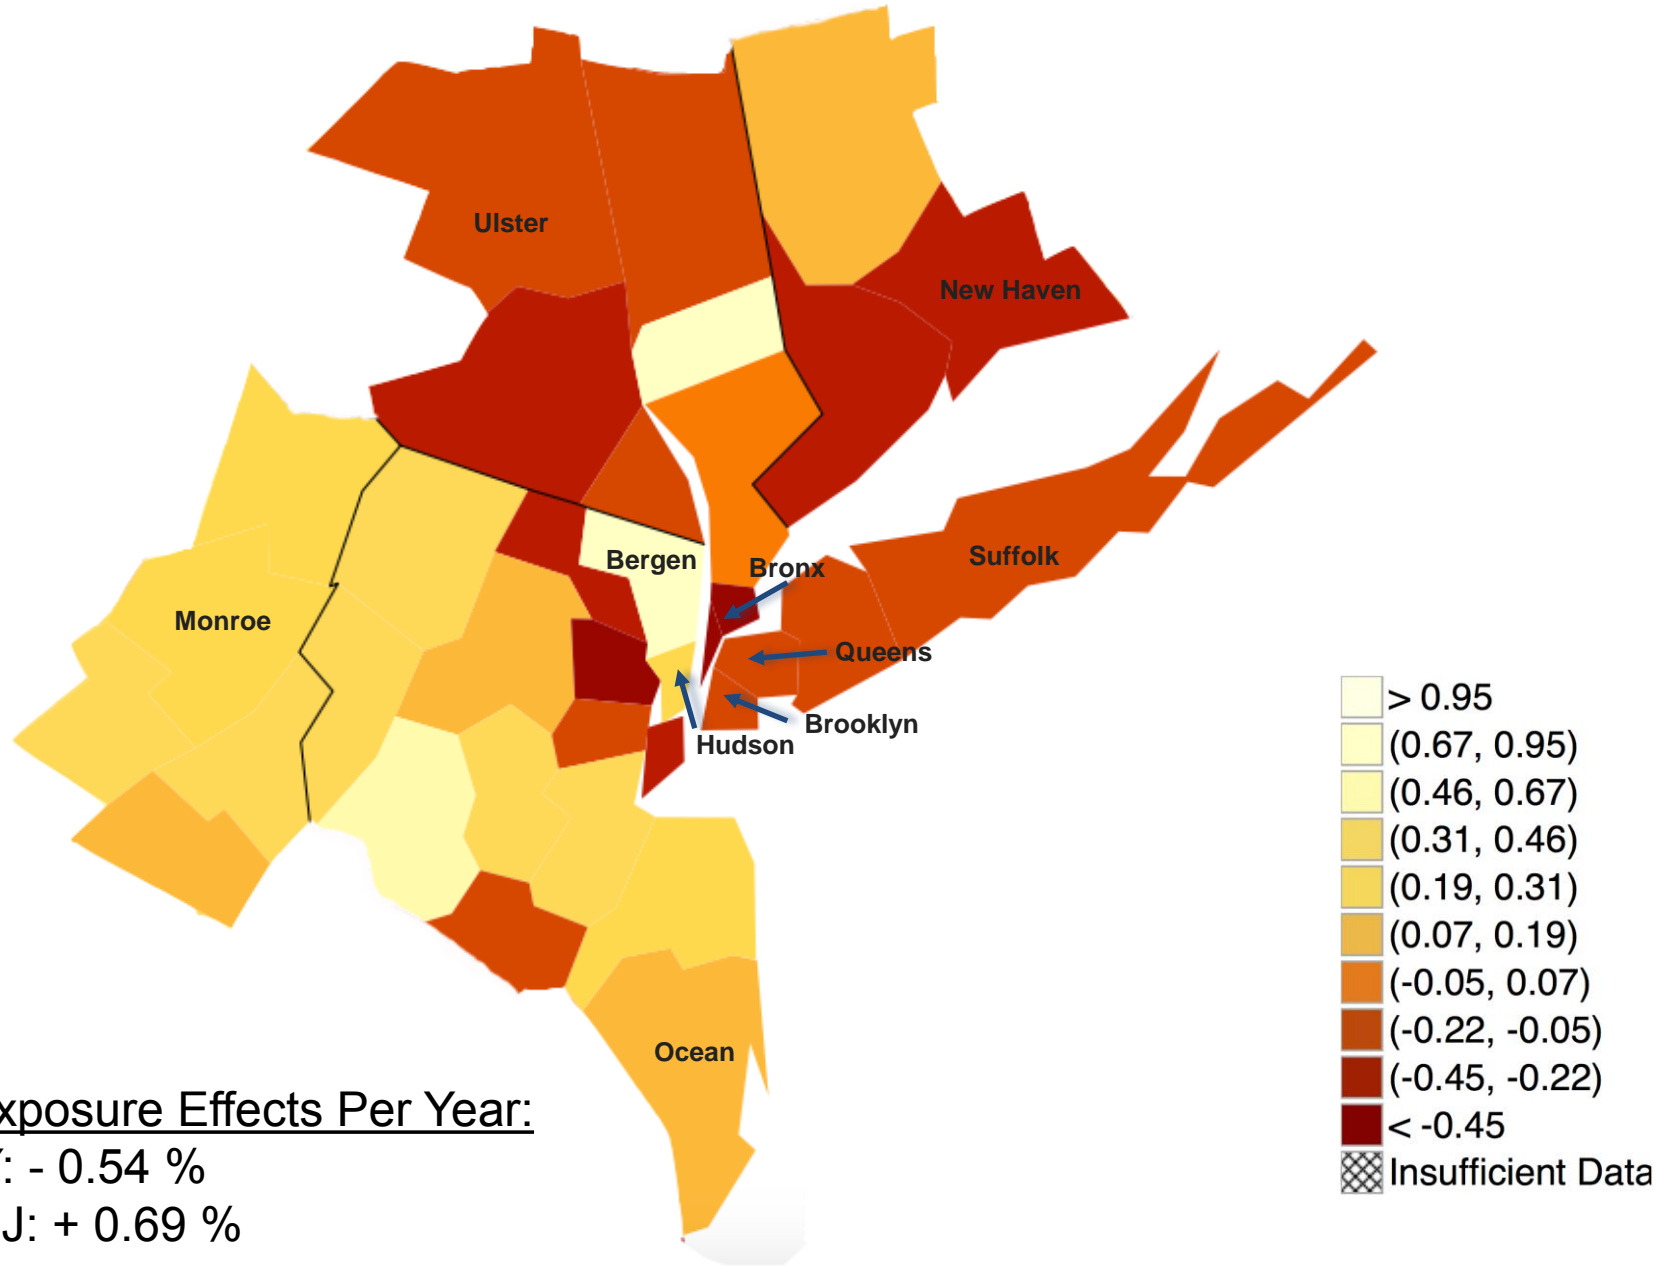 Ulster
New Haven
Bergen
Bronx
Suffolk
Monroe
Queens
Brooklyn
Hudson
Ocean
> 0.95
(0.67, 0.95)
(0.46, 0.67)
(0.31, 0.46)
(0.19, 0.31)
(0.07, 0.19)
(-0.05, 0.07)
(-0.22, -0.05)
(-0.45, -0.22)
< -0.45
Insufficient Data
xposure Effects Per Year:
: - 0.54 %
J: + 0.69 %